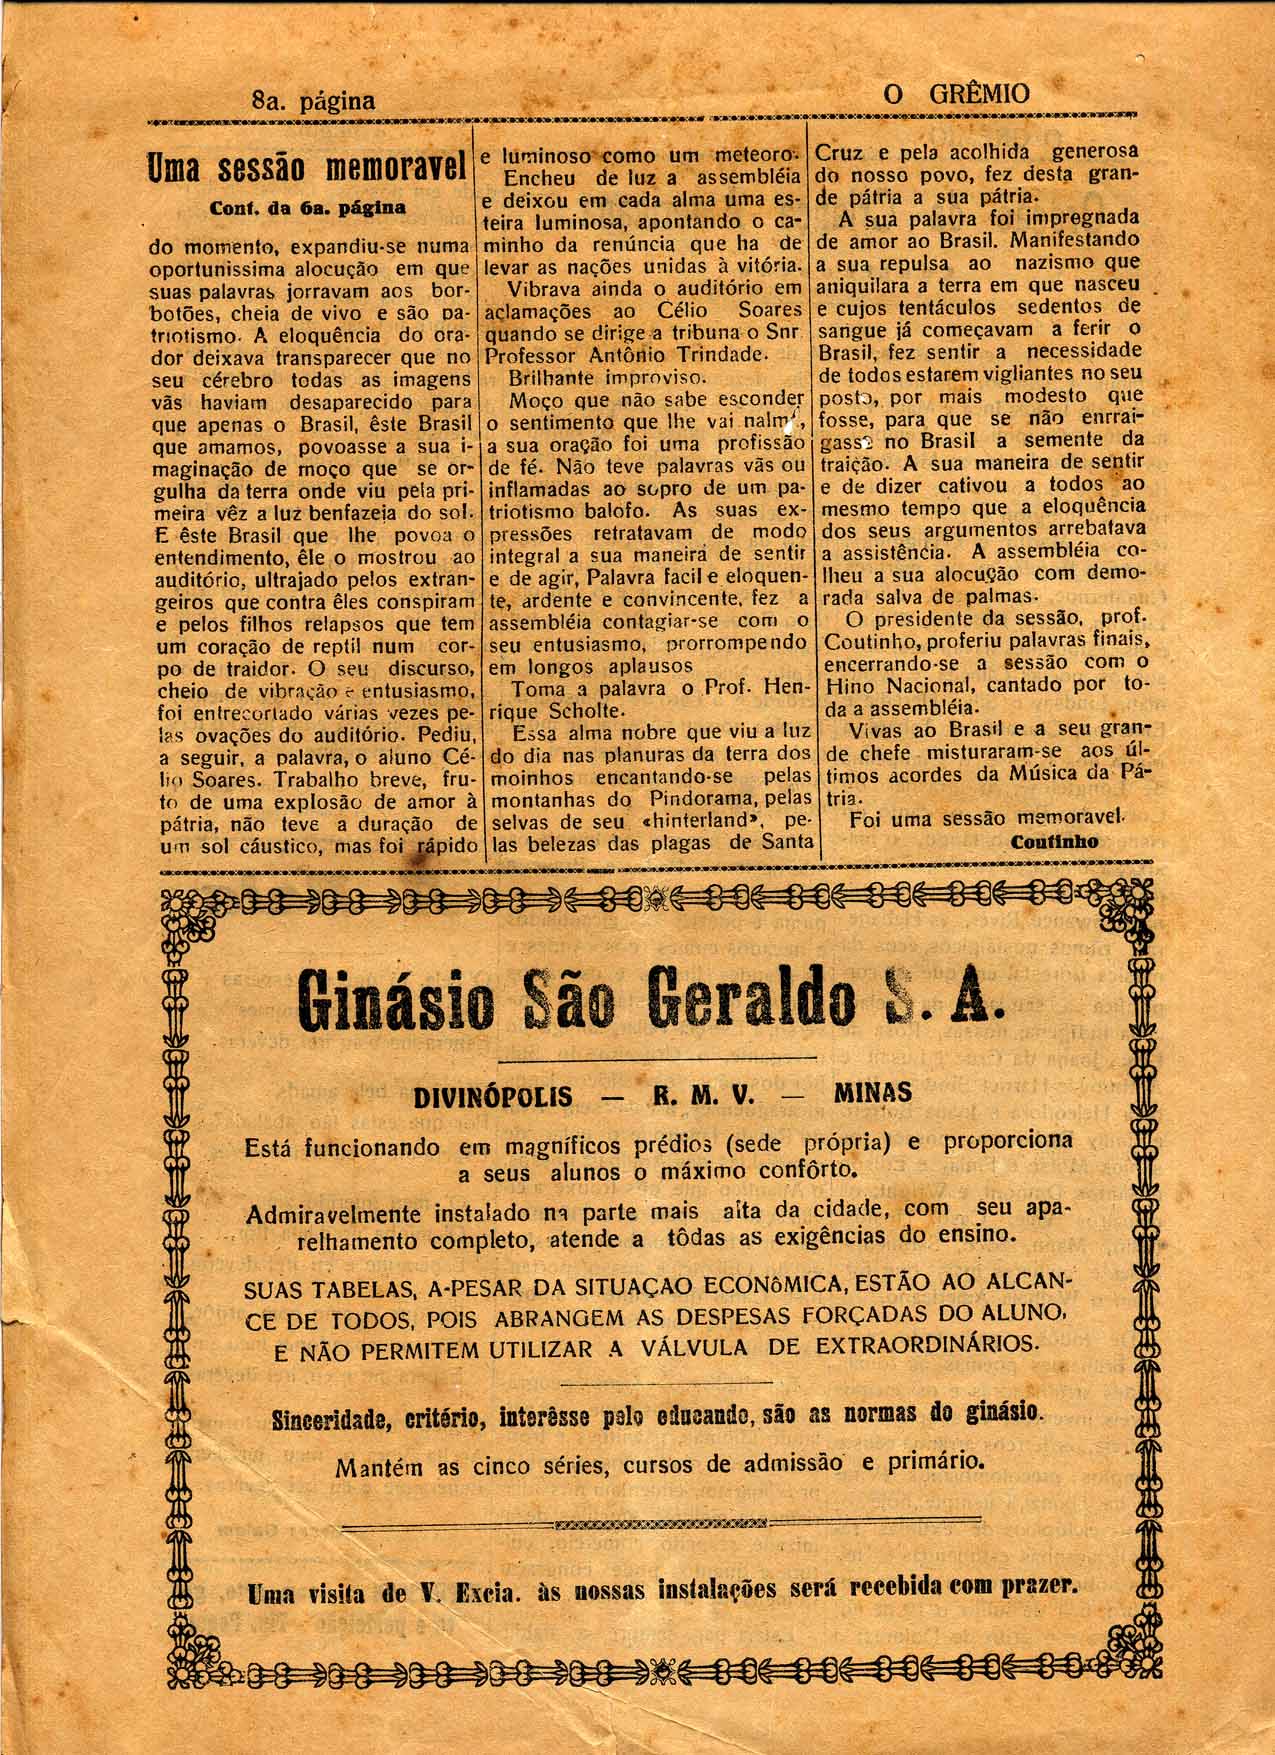 8a. página
O GRÊMIO
Uma sessão memoravel
Cont. da 6a. página
do momento, expandiu-se numa
oportunissima alocução em que
suas palavras jorravam aos bor-
botões, cheia de vivo e são pa-
triotismo. A eloquência do ora-
dor deixava transparecer que no
seu cérebro todas as imagens
vãs haviam desaparecido para
que apenas o Brasil, êste Brasil
que amamos, povoasse a sua i-
maginação de moço que se or-
gulha da terra onde viu pela pri-
meira vêz a luz benfazeja do sol.
E êste Brasil que lhe povoa o
entendimento, êle o mostrou ao
auditório, ultrajado pelos extran-
geiros que contra êles conspiram
e pelos filhos relapsos que tem
um coração de reptil num cor-
po de traidor. O seu discurso,
cheio de vibração e entusiasmo,
foi entrecortado várias vezes pe-
las ovações do auditório. Pediu,
a seguir, a palavra, o aluno Cé-
lio Soares. Trabalho breve, fru-
to de uma explosão de amor à
pátria, não teve a duração de
um sol cáustico, mas foi rápido
e luminoso como um meteoro.
Encheu de luz a assembléia
e deixou em cada alma uma es-
teira luminosa, apontando o ca-
minho da renúncia que ha de
levar as nações unidas à vitória.
Vibrava ainda o auditório em
aclamações ao Célio Soares
quando se dirige a tribuna o Snr.
Professor Antônio Trindade.
Brilhante improviso.
Moço que não sabe esconder
o sentimento que lhe vai nalm',
a sua oração foi uma profissão
de fé. Não teve palavras vãs ou
inflamadas ao sopro de um pa-
triotismo balofo. As suas ex-
pressões retratavam de modo
integral a sua maneira de sentir
e de agir, Palavra facil e eloquen-
te, ardente e convincente, fez a
assembléia contagiar-se com o
seu entusiasmo, prorrompendo
em longos aplausos
Toma a palavra o Prof. Hen-
rique Scholte.
Essa alma nobre que viu a luz
do dia nas planuras da terra dos
moinhos encantando-se pelas
montanhas do Pindorama, pelas
selvas de seu «hinterland», pe-
las belezas das plagas de Santa
Cruz e pela acolhida generosa
do nosso povo, fez desta gran-
de pátria a sua pátria.
A sua palavra foi impregnada
de amor ao Brasil. Manifestando
a sua repulsa ao nazismo que
aniquilara a terra em que nasceu
e cujos tentáculos sedentos de
sangue já começavam a ferir o
Brasil, fez sentir a necessidade
de todos estarem vigliantes no seu
posto, por mais modesto que
fosse, para que se não enrrai-
gasse no Brasil a semente da
traição. A sua maneira de sentir
e de dizer cativou a todos ao
mesmo tempo que a eloquência
dos seus argumentos arrebatava
a assistência. A assembléia co-
lheu a sua alocução com demo-
rada salva de palmas.
O presidente da sessão, prof.
Coutinho, proferiu palavras finais,
encerrando-se a sessão com o
Hino Nacional, cantado por to-
da a assembléia.
Vivas ao Brasil e a seu gran-
de chefe misturaram-se aos úl-
timos acordes da Música da Pá-
tria.
Foi uma sessão memoravel.
Coutinho
Ginásio São Geraldo S. A.
DIVINÓPOLIS — R. M. V. — MINAS
Está funcionando em magníficos prédios (sede própria) e proporciona
a seus alunos o máximo confôrto.
Admiravelmente instalado na parte mais alta da cidade, com seu apa-
relhamento completo, atende a tôdas as exigências do ensino.
SUAS TABELAS, A-PESAR DA SITUAÇAO ECONôMICA, ESTÃO AO ALCAN-
CE DE TODOS, POIS ABRANGEM AS DESPESAS FORÇADAS DO ALUNO,
E NÃO PERMITEM UTILIZAR A VÁLVULA DE EXTRAORDINÁRIOS.
Sinceridade, critério, interêsse pelo educando, são as normas do ginásio.
Mantém as cinco séries, cursos de admissão e primário.
Uma visita de V. Excia. às nossas instalações será recebida com prazer.